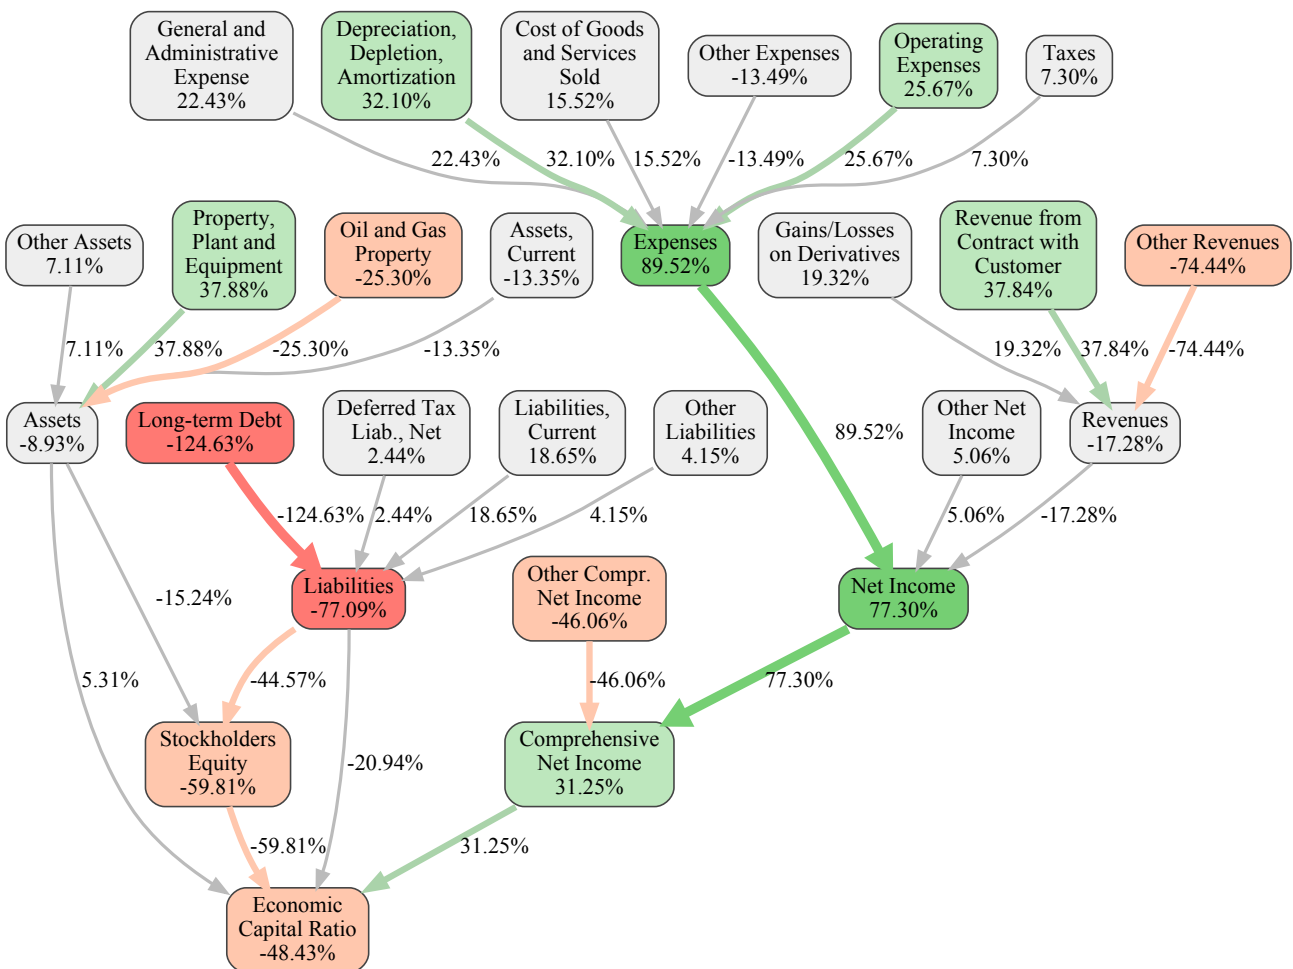 General and
Administrative
Expense
22.43%
Depreciation,
Depletion,
Amortization
32.10%
Cost of Goods
and Services
Sold
15.52%
Other Expenses
-13.49%
Operating
Expenses
25.67%
Taxes
7.30%
22.43%
32.10%
15.52%
-13.49%
25.67%
7.30%
Other Assets
7.11%
Property,
Plant and
Equipment
37.88%
Oil and Gas
Property
-25.30%
Assets,
Current
-13.35%
Expenses
89.52%
Gains/Losses
on Derivatives
19.32%
Revenue from
Contract with
Customer
37.84%
Other Revenues
-74.44%
7.11%
37.88%
-25.30%
-13.35%
19.32%
37.84%
-74.44%
Assets
-8.93%
Long-term Debt
-124.63%
Deferred Tax
Liab., Net
2.44%
Liabilities,
Current
18.65%
Other
Liabilities
4.15%
89.52%
Other Net
Income
5.06%
Revenues
-17.28%
-124.63%
2.44%
18.65%
4.15%
5.06%
-17.28%
-15.24%
Liabilities
-77.09%
Other Compr.
Net Income
-46.06%
Net Income
77.30%
5.31%
-44.57%
-46.06%
77.30%
Stockholders
Equity
-59.81%
-20.94%
Comprehensive
Net Income
31.25%
-59.81%
31.25%
Economic
Capital Ratio
-48.43%